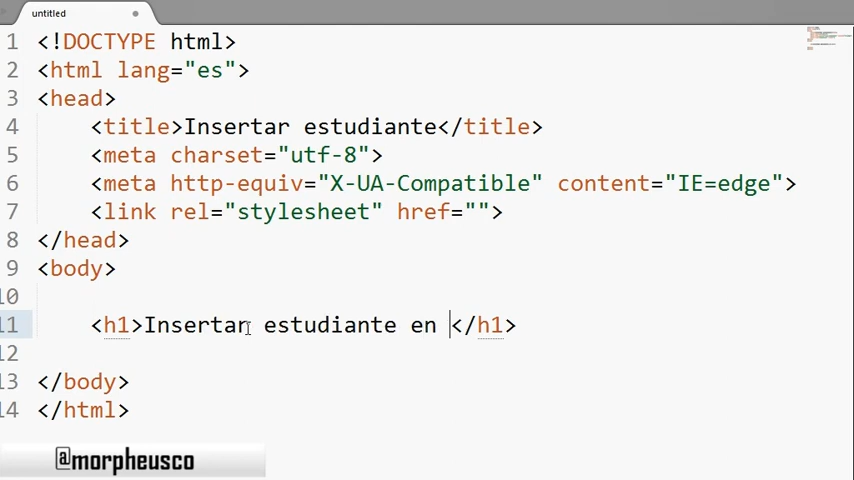 untitled
1 <!DOCTYPE html>
2 <html lang="es">
3 <head>
4 <title>Insertar estudiante</title>
5 <meta charset="utf-8">
6 <meta http-equiv="X-UA-Compatible" content="IE=edge">
7 <link rel="stylesheet" href="">
8 </head>
9 <body>
10
11 <h1>Insertar estudiante en </h1>
12
13 </body>
14 </html>
@morpheusco